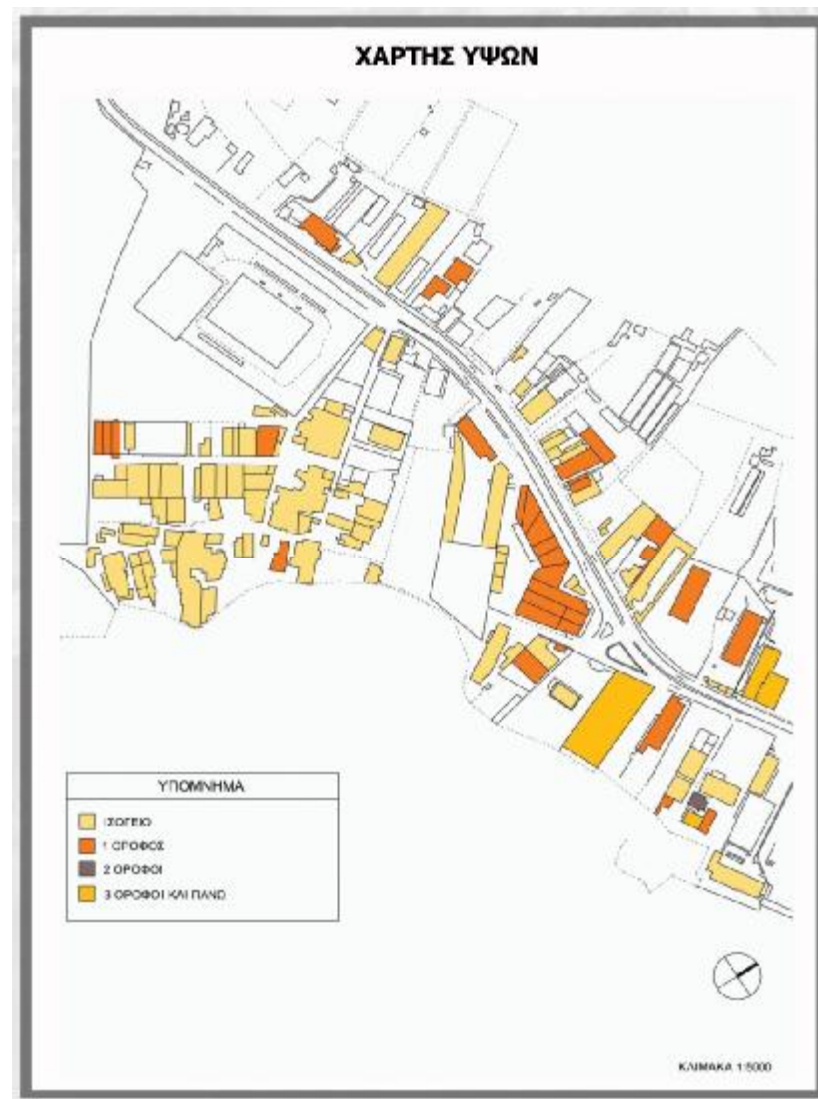 ΧΑΡΤΗΣ ΥΨΩΝ
ΥΠΟΜΝΗΜΑ
ΙΣΟΓΕΙΟ
1 ΟΡΟΦΟΣ
2 ΟΡΟΦΟΙ
3 ΟΡΟΦΟΙ ΚΑΙ ΠΑΝΩ
ΚΛΙΜΑΚΑ 1:5000